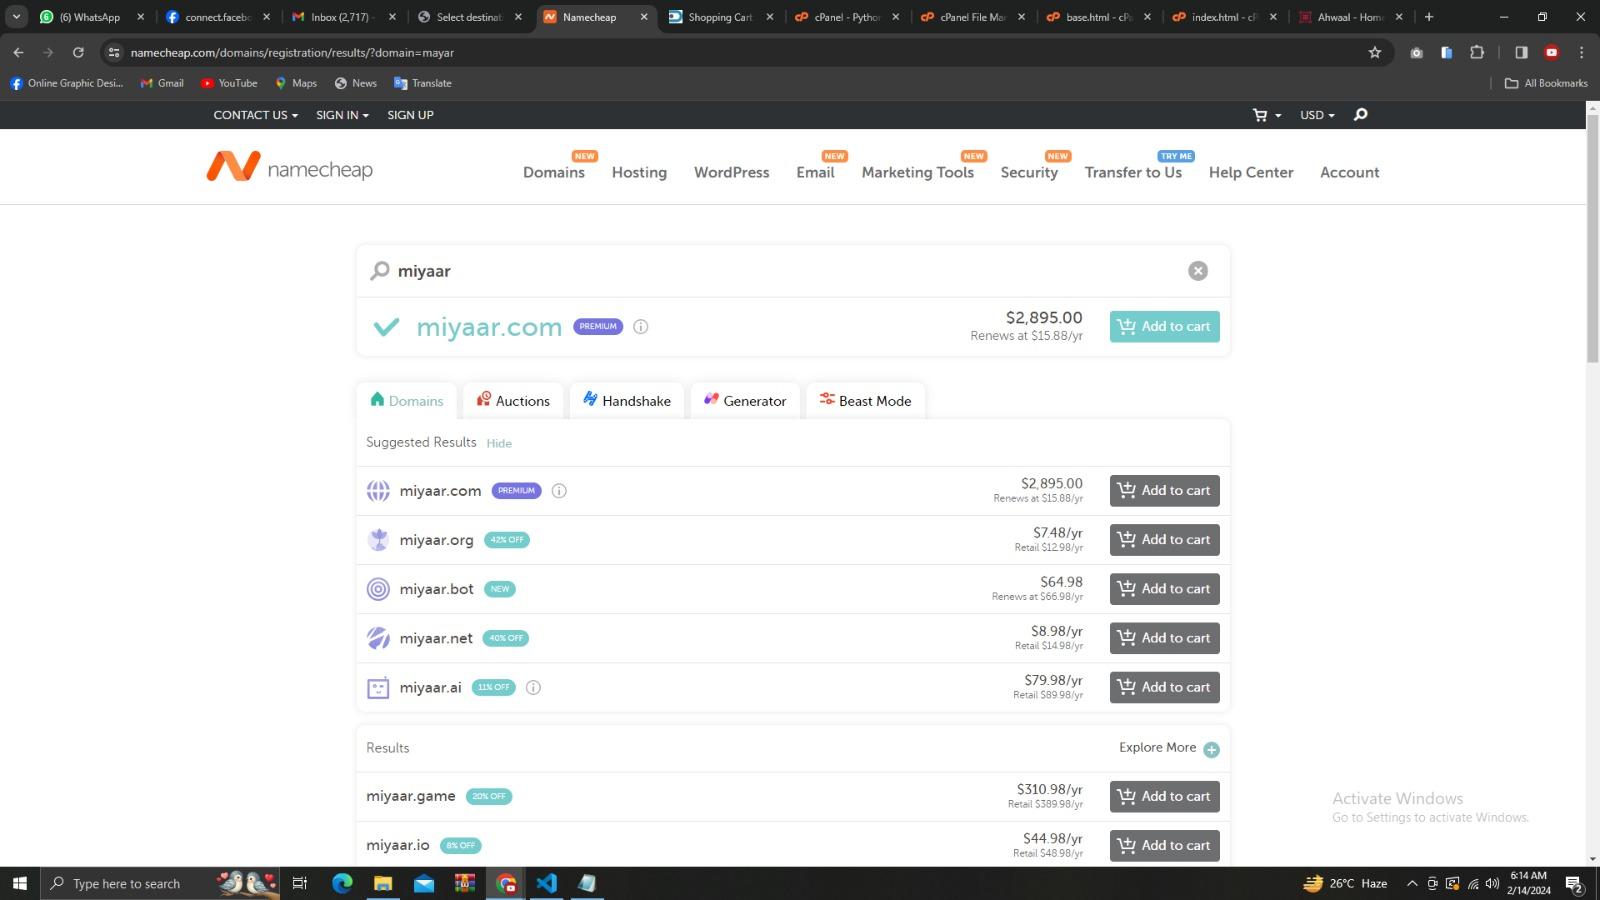 (6) WhatsApp
connect.facebo
Inbox (2,717) -
Select destinat
Namecheap
Shopping Cart
cPanel - Python
cPanel File Ma
base.html - cPa
index.html - cP
Ahwaal - Home
namecheap.com/domains/registration/results/?domain=mayar
Online Graphic Desi...
Gmail
YouTube
Maps
News
Translate
All Bookmarks
CONTACT US
SIGN IN
SIGN UP
USD
namecheap
NEW
Domains
Hosting
WordPress
NEW
Email
NEW
Marketing Tools
NEW
Security
TRY ME
Transfer to Us
Help Center
Account
miyaar
miyaar.com PREMIUM
$2,895.00
Renews at $15.88/yr
Add to cart
Domains
Auctions
Handshake
Generator
Beast Mode
Suggested Results Hide
miyaar.com PREMIUM
$2,895.00
Renews at $15.88/yr
Add to cart
miyaar.org 42% OFF
$7.48/yr
Retail $12.98/yr
Add to cart
miyaar.bot NEW
$64.98
Renews at $66.98/yr
Add to cart
miyaar.net 40% OFF
$8.98/yr
Retail $14.98/yr
Add to cart
miyaar.ai 11% OFF
$79.98/yr
Retail $89.98/yr
Add to cart
Results
Explore More
miyaar.game 20% OFF
$310.98/yr
Retail $389.98/yr
Add to cart
miyaar.io 8% OFF
$44.98/yr
Retail $48.98/yr
Add to cart
Activate Windows
Go to Settings to activate Windows.
Type here to search
26°C Haze
6:14 AM
2/14/2024
2